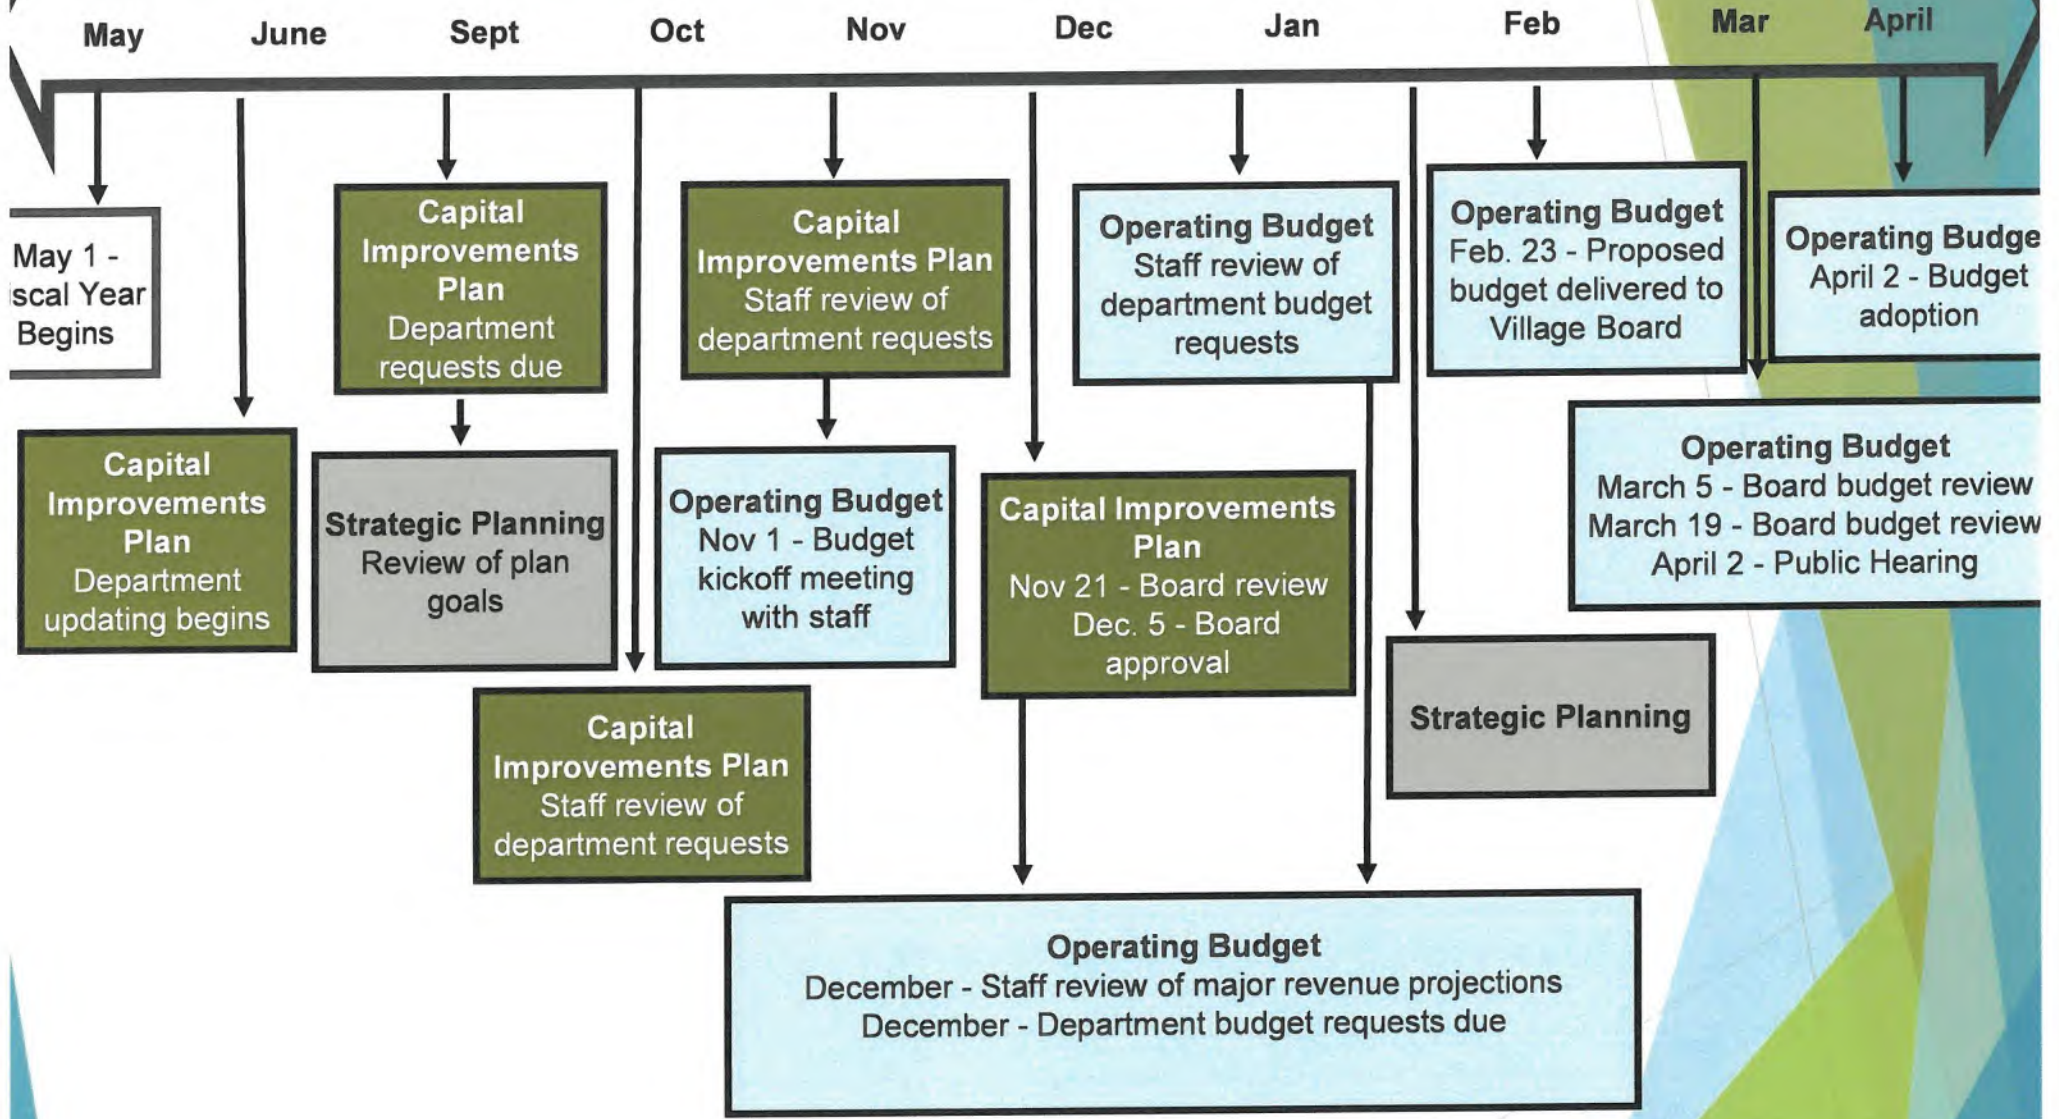 May June Sept Oct Nov Dec Jan Feb Mar April
May 1 -
iscal Year
Begins
Capital
Improvements
Plan
Department
requests due
Capital
Improvements Plan
Staff review of
department requests
Operating Budget
Staff review of
department budget
requests
Operating Budget
Feb. 23 - Proposed
budget delivered to
Village Board
Operating Budge
April 2 - Budget
adoption
Capital
Improvements
Plan
Department
updating begins
Strategic Planning
Review of plan
goals
Operating Budget
Nov 1 - Budget
kickoff meeting
with staff
Capital Improvements
Plan
Nov 21 - Board review
Dec. 5 - Board
approval
Operating Budget
March 5 - Board budget review
March 19 - Board budget review
April 2 - Public Hearing
Capital
Improvements Plan
Staff review of
department requests
Strategic Planning
Operating Budget
December - Staff review of major revenue projections
December - Department budget requests due